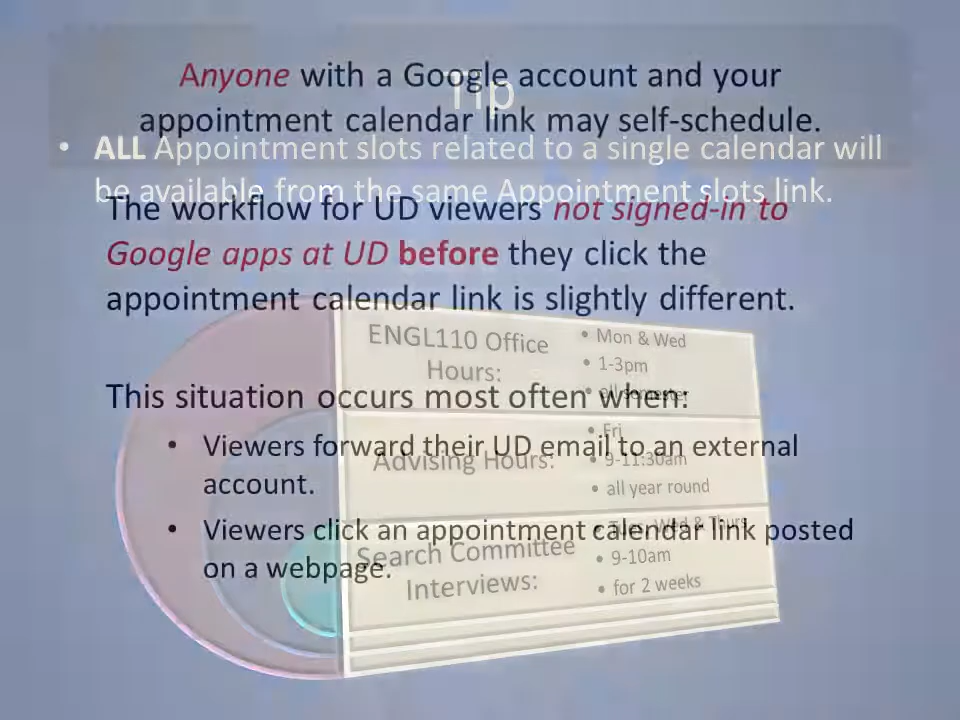 Tip
Anyone with a Google account and your
appointment calendar link may self-schedule.
• ALL Appointment slots related to a single calendar will
be available from the same Appointment slots link.
The workflow for UD viewers not signed-in to
Google apps at UD before they click the
appointment calendar link is slightly different.
This situation occurs most often when:
• Viewers forward their UD email to an external
account.
• Viewers click an appointment calendar link posted
on a webpage.
ENGL110 Office
Hours:
• Mon & Wed
• 1-3pm
• all semester
Advising Hours:
• Fri
• 9-11:30am
• all year round
Search Committee
Interviews:
• Tues, Wed & Thurs
• 9-10am
• for 2 weeks